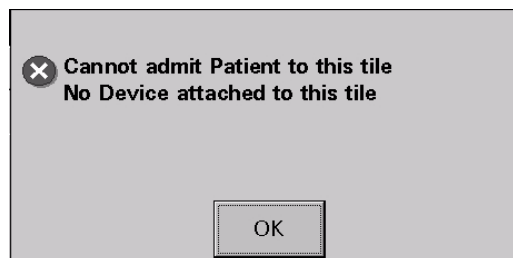 Cannot admit Patient to this tile
No Device attached to this tile
OK